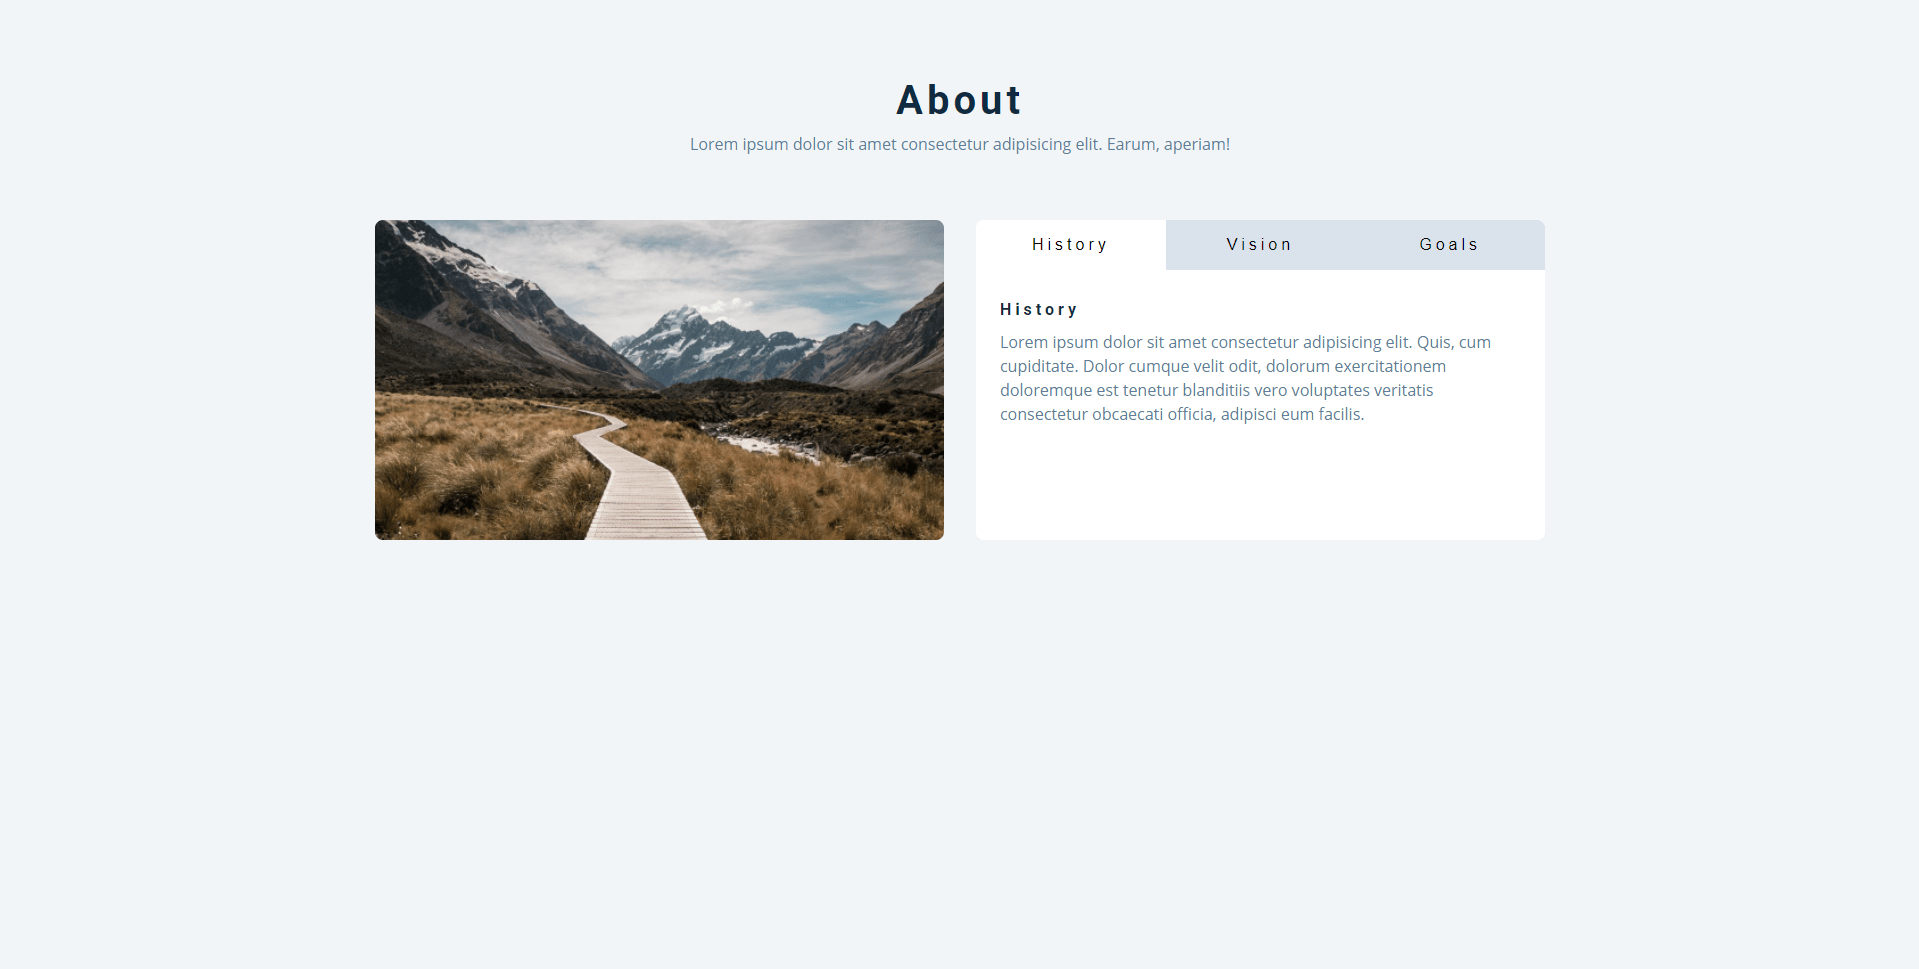 About
Lorem ipsum dolor sit amet consectetur adipisicing elit. Earum, aperiam!
History Vision Goals
History
Lorem ipsum dolor sit amet consectetur adipisicing elit. Quis, cum
cupiditate. Dolor cumque velit odit, dolorum exercitationem
doloremque est tenetur blanditiis vero voluptates veritatis
consectetur obcaecati officia, adipisci eum facilis.